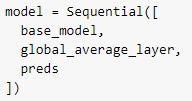 model = Sequential([
  base_model,
  global_average_layer,
  preds
])